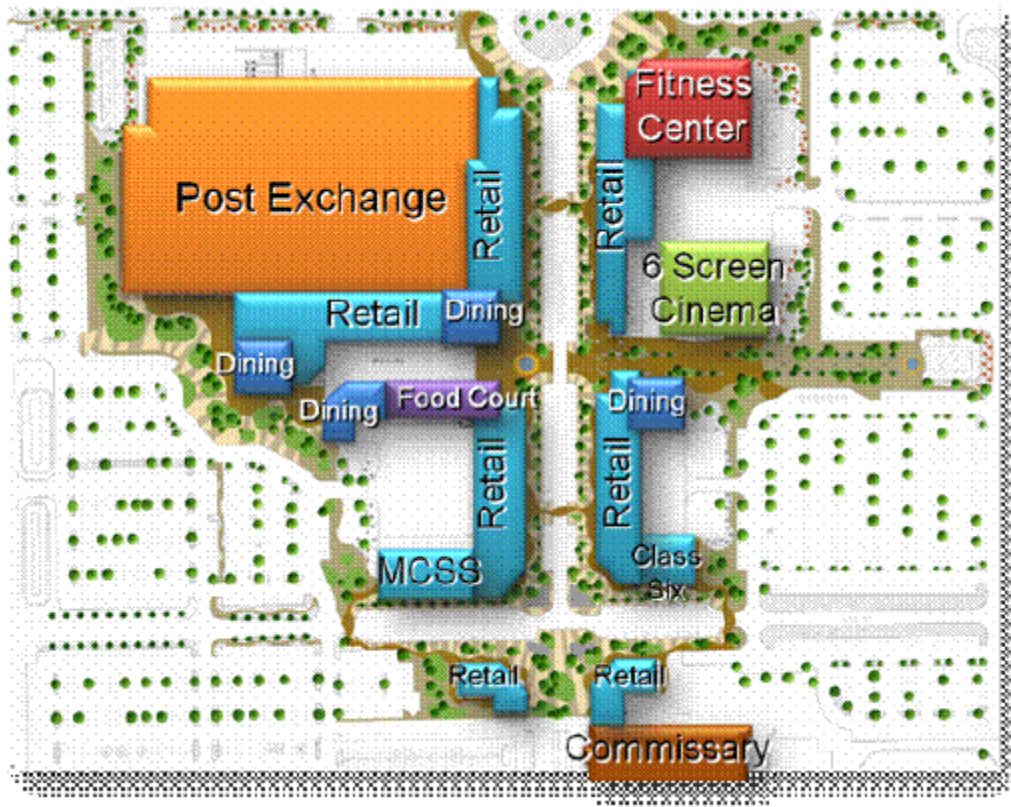 Fitness
Center
Post Exchange
Retail
Retail
6 Screen
Cinema
Retail
Dining
Dining
Dining
Food Court
Dining
Retail
Retail
MCSS
Class
Six
Retail
Retail
Commissary